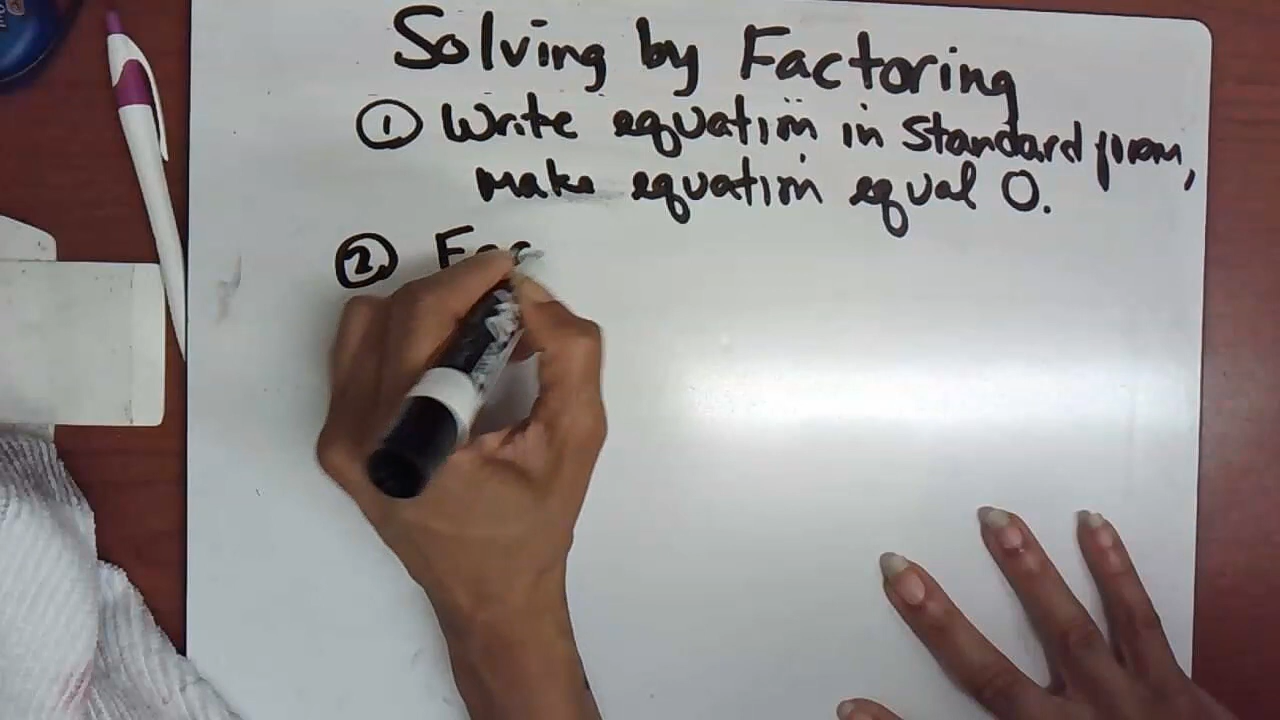 Solving by Factoring
① Write equation in Standard form,
make equation equal 0.
② Fac